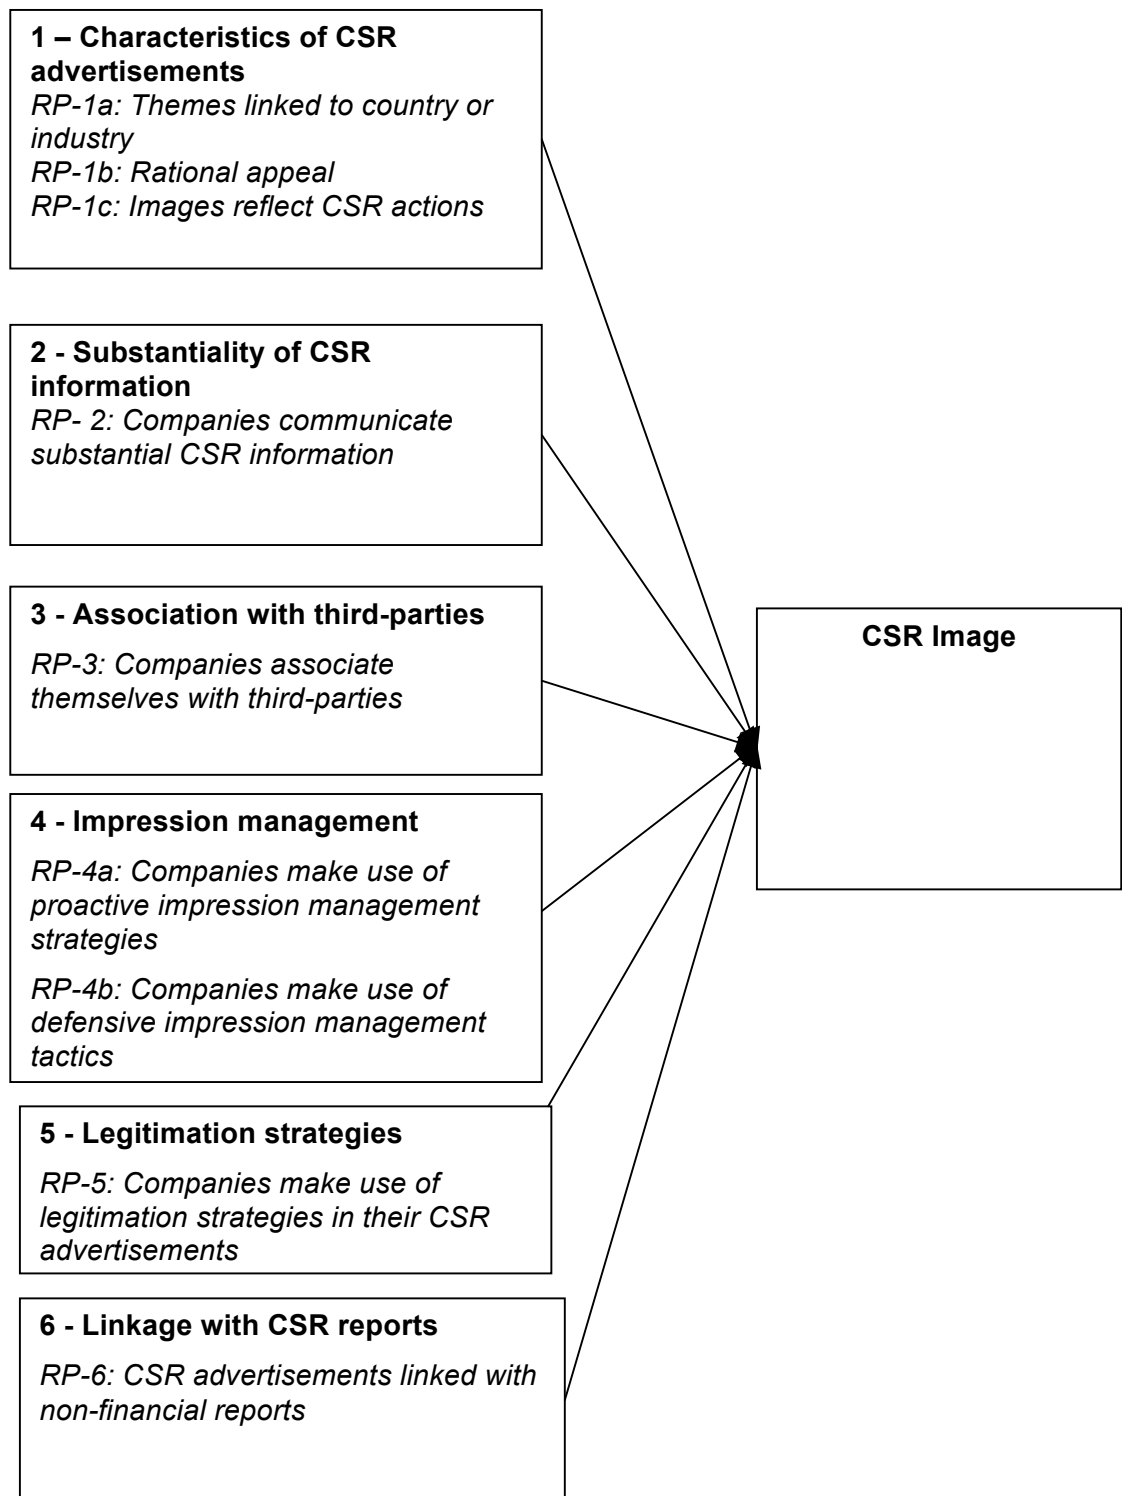 1 – Characteristics of CSR
advertisements
RP-1a: Themes linked to country or
industry
RP-1b: Rational appeal
RP-1c: Images reflect CSR actions
2 - Substantiality of CSR
information
RP- 2: Companies communicate
substantial CSR information
3 - Association with third-parties
RP-3: Companies associate
themselves with third-parties
CSR Image
4 - Impression management
RP-4a: Companies make use of
proactive impression management
strategies
RP-4b: Companies make use of
defensive impression management
tactics
5 - Legitimation strategies
RP-5: Companies make use of
legitimation strategies in their CSR
advertisements
6 - Linkage with CSR reports
RP-6: CSR advertisements linked with
non-financial reports